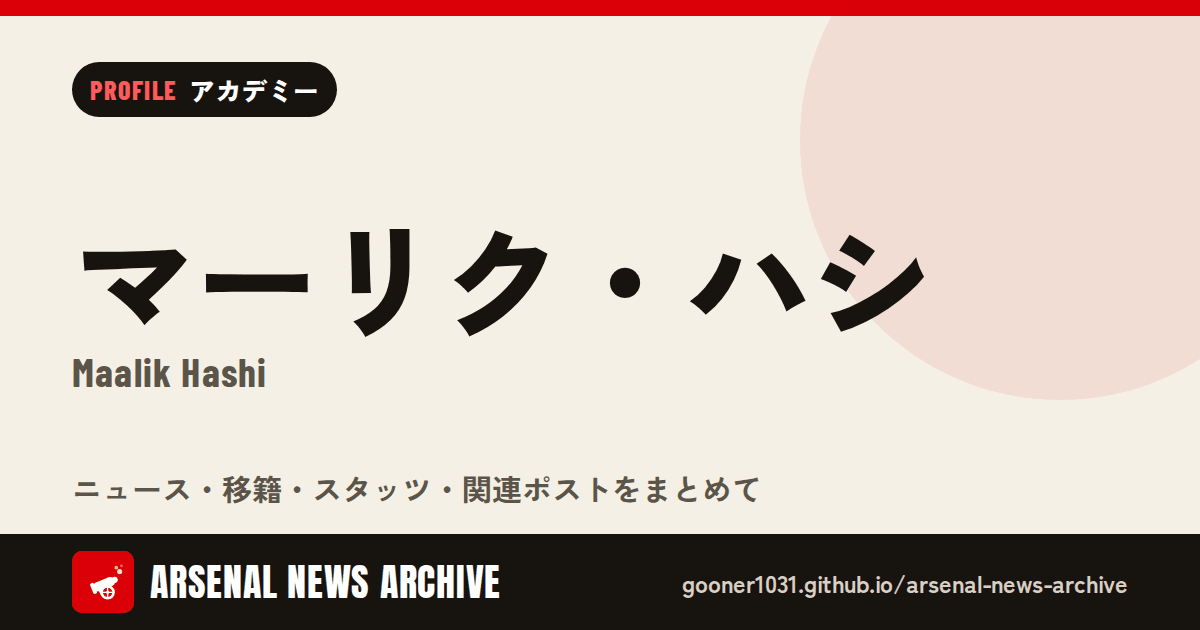 PROFILE アカデミー
マーリク・ハシ
Maalik Hashi
ニュース・移籍・スタッツ・関連ポストをまとめて
ARSENAL NEWS ARCHIVE
gooner1031.github.io/arsenal-news-archive